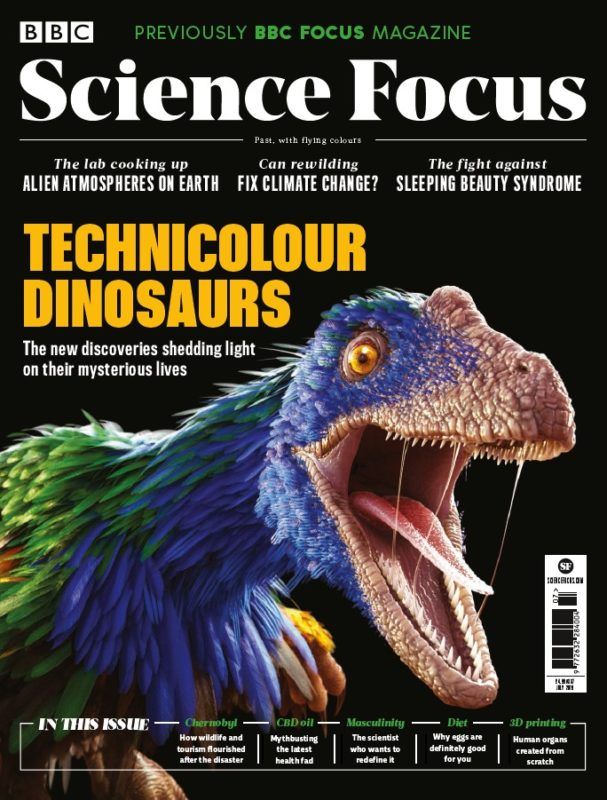 BBC PREVIOUSLY BBC FOCUS MAGAZINE
Science Focus
Past, with flying colours
The lab cooking up
ALIEN ATMOSPHERES ON EARTH
Can rewilding
FIX CLIMATE CHANGE?
The fight against
SLEEPING BEAUTY SYNDROME
TECHNICOLOUR
DINOSAURS
The new discoveries shedding light
on their mysterious lives
SF
SCIENCEFOCUS.COM
07>
9 772632 284004
IN THIS ISSUE
Chernobyl
How wildlife and
tourism flourished
after the disaster
CBD oil
Mythbusting
the latest
health fad
Masculinity
The scientist
who wants to
redefine it
Diet
Why eggs are
definitely good
for you
3D printing
Human organs
created from
scratch